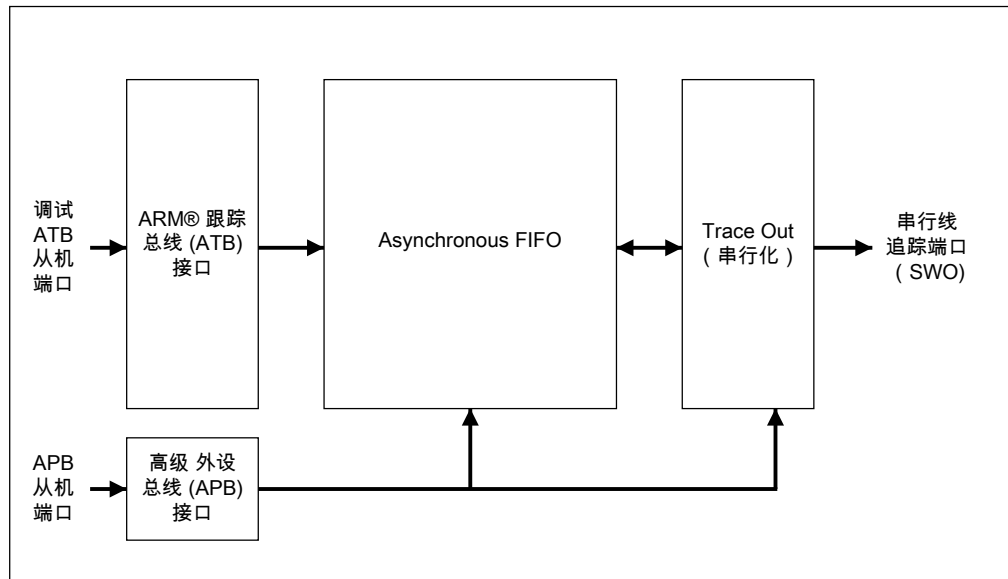 调试
ATB
从机
端口
ARM® 跟踪
总线 (ATB)
接口
Asynchronous FIFO
Trace Out
( 串行化 )
串行线
追踪端口
( SWO)
APB
从机
端口
高级 外设
总线 (APB)
接口